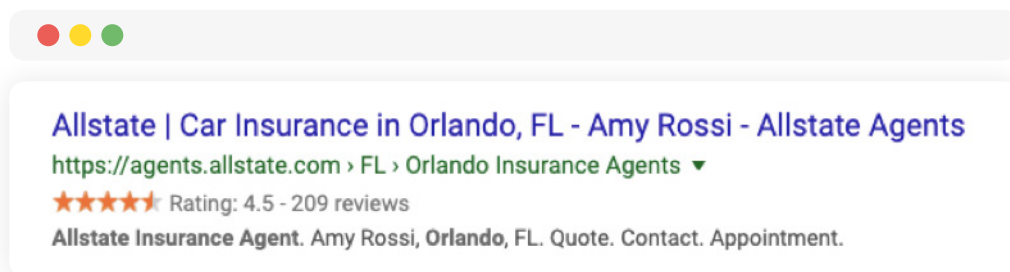 Allstate | Car Insurance in Orlando, FL - Amy Rossi - Allstate Agents
https://agents.allstate.com › FL › Orlando Insurance Agents ▼
Rating: 4.5 - 209 reviews
Allstate Insurance Agent. Amy Rossi, Orlando, FL. Quote. Contact. Appointment.